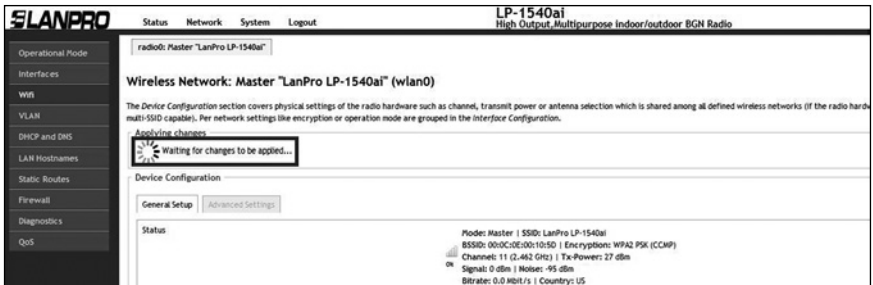 LANPRO
Status Network System Logout
LP-1540ai
High Output,Multipurpose indoor/outdoor BGN Radio
Operational Mode
Interfaces
Wifi
VLAN
DHCP and DNS
LAN Hostnames
Static Routes
Firewall
Diagnostics
QoS
radio0: Master "LanPro LP-1540ai"
Wireless Network: Master "LanPro LP-1540ai" (wlan0)
The Device Configuration section covers physical settings of the radio hardware such as channel, transmit power or antenna selection which is shared among all defined wireless networks (if the radio hardw
multi-SSID capable). Per network settings like encryption or operation mode are grouped in the Interface Configuration.
Applying changes
Waiting for changes to be applied...
Device Configuration
General Setup Advanced Settings
Status
Mode: Master | SSID: LanPro LP-1540ai
BSSID: 00:0C:0E:00:10:5D | Encryption: WPA2 PSK (CCMP)
Channel: 11 (2.462 GHz) | Tx-Power: 27 dBm
0%
Signal: 0 dBm | Noise: -95 dBm
Bitrate: 0.0 Mbit/s | Country: US